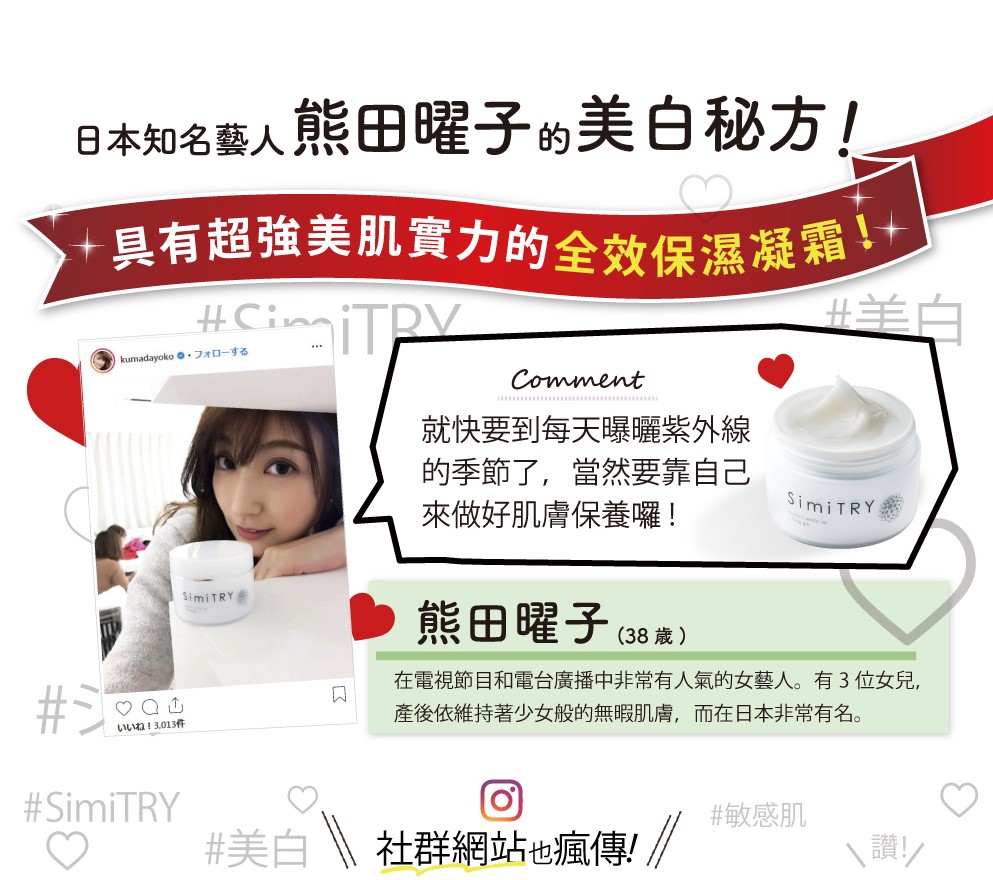 日本知名藝人熊田曜子的美白秘方!
具有超強美肌實力的全效保濕凝霜!
#SimiTRY
#美白
kumadayoko • フォローする
Comment
就快要到每天曝曬紫外線
的季節了，當然要靠自己
來做好肌膚保養囉!
SimiTRY
SimiTRY
いいね!3,013件
熊田曜子(38歲)
在電視節目和電台廣播中非常有人氣的女藝人。有3位女兒，
產後依維持著少女般的無暇肌膚，而在日本非常有名。
#シ
#SimiTRY
#美白
社群網站也瘋傳!
#敏感肌
讚!